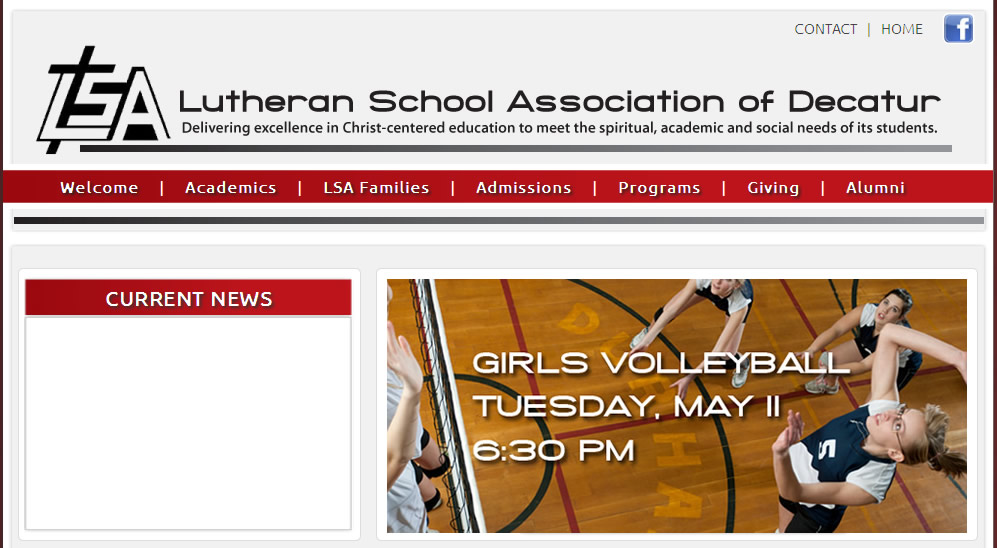 CONTACT | HOME f
LSA
Lutheran School Association of Decatur
Delivering excellence in Christ-centered education to meet the spiritual, academic and social needs of its students.
Welcome | Academics | LSA Families | Admissions | Programs | Giving | Alumni
CURRENT NEWS
GIRLS VOLLEYBALL
TUESDAY, MAY 11
6:30 PM
5